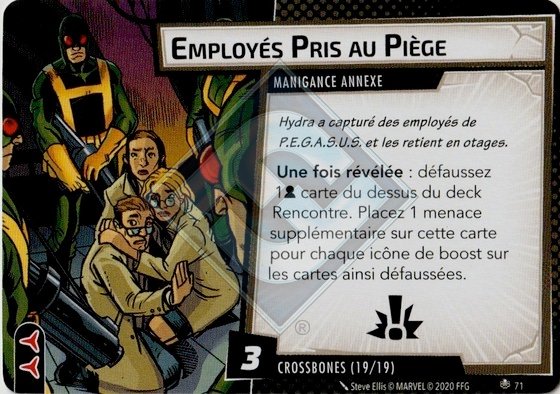 EMPLOYÉS PRIS AU PIÈGE
MANIGANCE ANNEXE
Hydra a capturé des employés de
P.E.G.A.S.U.S. et les retient en otages.
Une fois révélée : défaussez
1 carte du dessus du deck
Rencontre. Placez 1 menace
supplémentaire sur cette carte
pour chaque icône de boost sur
les cartes ainsi défaussées.
®
3
CROSSBONES (19/19)
Steve Ellis © MARVEL © 2020 FFG
71